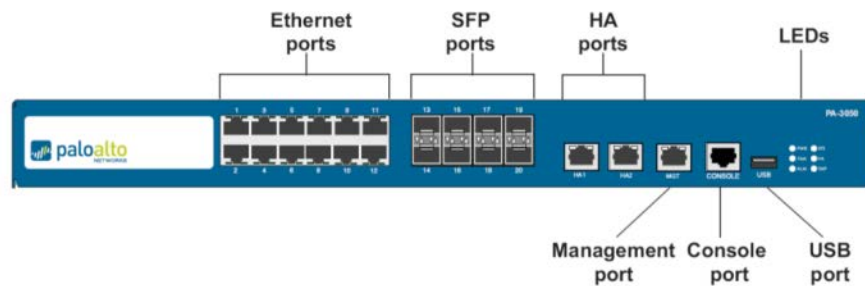 Ethernet ports
SFP ports
HA ports
LEDs
1 3 5 7 9 11
13 15 17 19
PA-3050
paloalto
NETWORKS
2 4 6 8 10 12
14 16 18 20
HA1
HA2
MGT
CONSOLE
USB
PWR
TMP
Management port
Console port
USB port